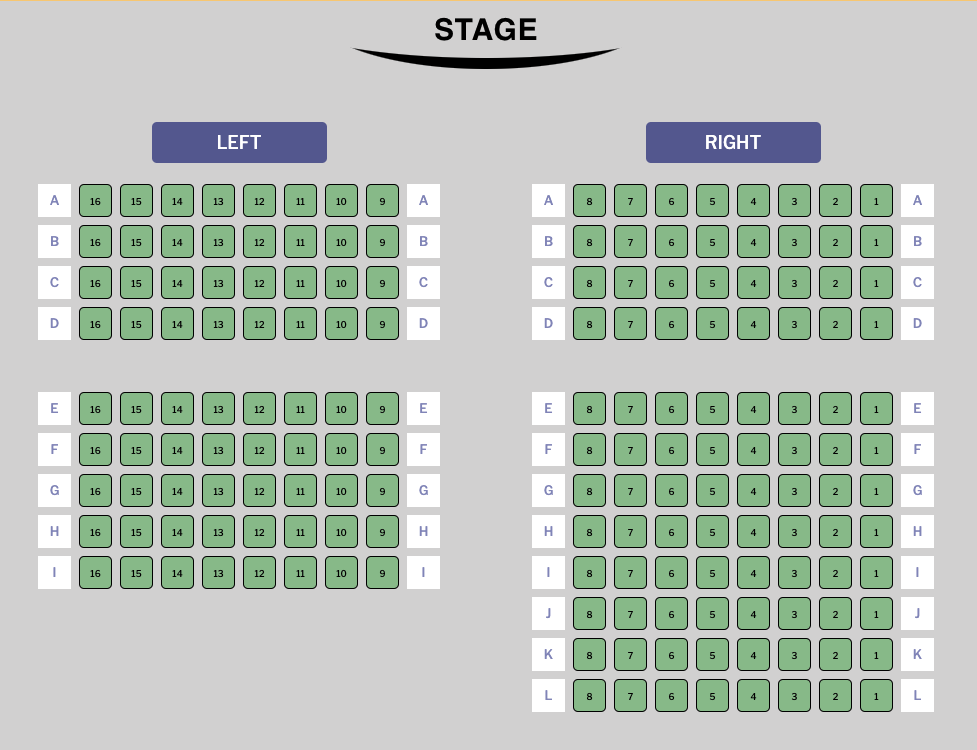 STAGE
LEFT RIGHT
A 16 15 14 13 12 11 10 9 A A 8 7 6 5 4 3 2 1 A
B 16 15 14 13 12 11 10 9 B B 8 7 6 5 4 3 2 1 B
C 16 15 14 13 12 11 10 9 C C 8 7 6 5 4 3 2 1 C
D 16 15 14 13 12 11 10 9 D D 8 7 6 5 4 3 2 1 D
E 16 15 14 13 12 11 10 9 E E 8 7 6 5 4 3 2 1 E
F 16 15 14 13 12 11 10 9 F F 8 7 6 5 4 3 2 1 F
G 16 15 14 13 12 11 10 9 G G 8 7 6 5 4 3 2 1 G
H 16 15 14 13 12 11 10 9 H H 8 7 6 5 4 3 2 1 H
I 16 15 14 13 12 11 10 9 I I 8 7 6 5 4 3 2 1 I
J 8 7 6 5 4 3 2 1 J
K 8 7 6 5 4 3 2 1 K
L 8 7 6 5 4 3 2 1 L